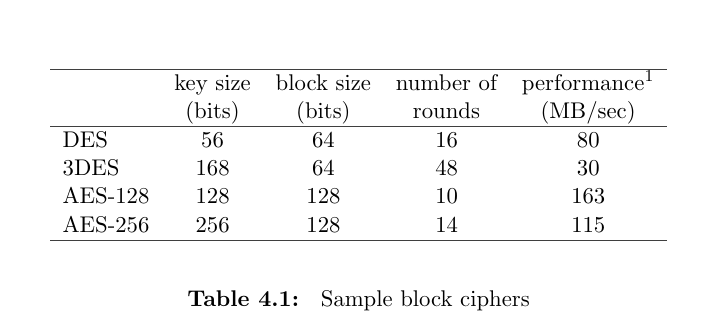 key size block size number of performance¹
(bits) (bits) rounds (MB/sec)
DES 56 64 16 80
3DES 168 64 48 30
AES-128 128 128 10 163
AES-256 256 128 14 115
Table 4.1: Sample block ciphers